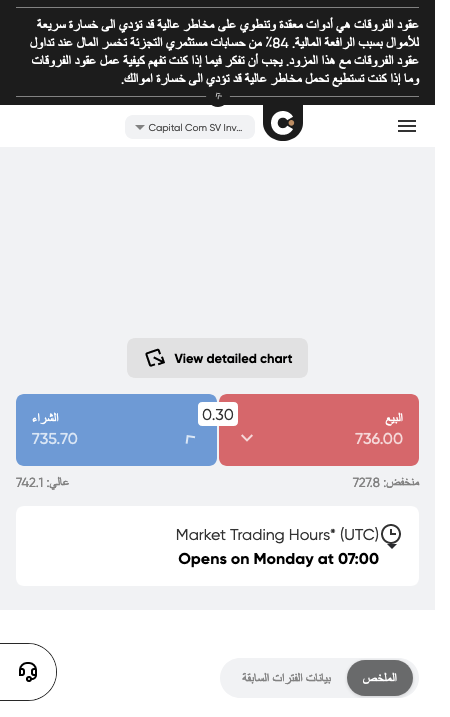 عقود الفروقات هي أدوات معقدة وتنطوي على مخاطر عالية قد تؤدي الى خسارة سريعة
للأموال بسبب الرافعة المالية. 84٪ من حسابات مستثمري التجزئة تخسر المال عند تداول
عقود الفروقات مع هذا المزود. يجب أن تفكر فيما إذا كنت تفهم كيفية عمل عقود الفروقات
وما إذا كنت تستطيع تحمل مخاطر عالية قد تؤدي الى خسارة اموالك.
Capital Com SV Inv...
View detailed chart
البيع
736.00
0.30
الشراء
735.70
منخفض: 727.8
عالي: 742.1
Market Trading Hours* (UTC)
Opens on Monday at 07:00
الملخص
بيانات الفترات السابقة